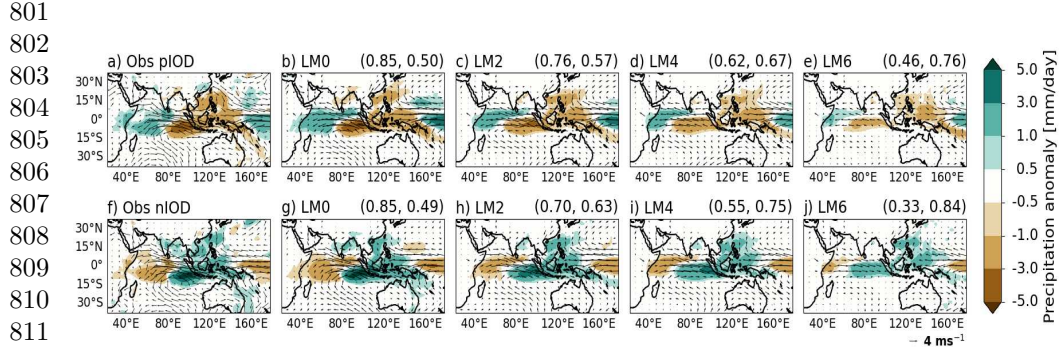 801
802
803
804
805
806
807
808
809
810
811
a) Obs pIOD
b) LM0 (0.85, 0.50)
c) LM2 (0.76, 0.57)
d) LM4 (0.62, 0.67)
e) LM6 (0.46, 0.76)
30°N
15°N
0°
15°S
30°S
40°E 80°E 120°E 160°E
40°E 80°E 120°E 160°E
40°E 80°E 120°E 160°E
40°E 80°E 120°E 160°E
40°E 80°E 120°E 160°E
f) Obs nIOD
g) LM0 (0.85, 0.49)
h) LM2 (0.70, 0.63)
i) LM4 (0.55, 0.75)
j) LM6 (0.33, 0.84)
30°N
15°N
0°
15°S
30°S
40°E 80°E 120°E 160°E
40°E 80°E 120°E 160°E
40°E 80°E 120°E 160°E
40°E 80°E 120°E 160°E
40°E 80°E 120°E 160°E
→ 4 ms⁻¹
5.0
3.0
1.0
0.5
-0.5
-1.0
-3.0
-5.0
Precipitation anomaly [mm/day]